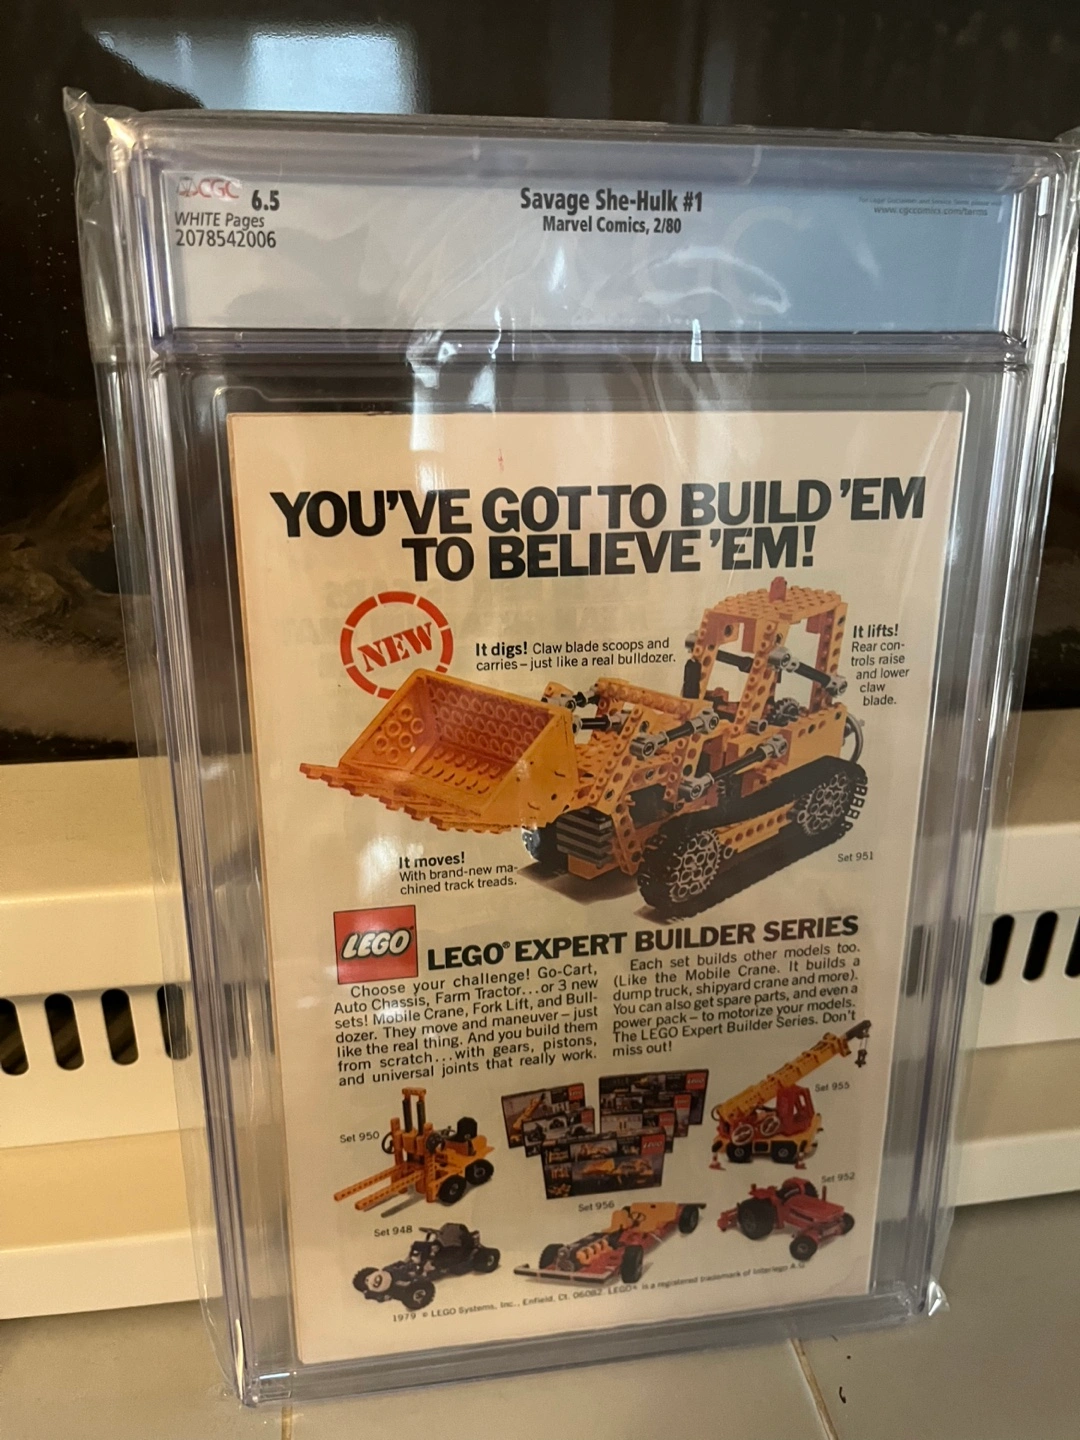 CGC 6.5
WHITE Pages
2078542006
Savage She-Hulk #1
Marvel Comics, 2/80
www.cgccomics.com/terms
YOU'VE GOT TO BUILD 'EM
TO BELIEVE 'EM!
NEW
It digs! Claw blade scoops and
carries – just like a real bulldozer.
It lifts!
Rear con-
trols raise
and lower
claw
blade.
It moves!
With brand-new ma-
chined track treads.
Set 951
LEGO
LEGO® EXPERT BUILDER SERIES
Choose your challenge! Go-Cart,
Auto Chassis, Farm Tractor...or 3 new
sets! Mobile Crane, Fork Lift, and Bull-
dozer. They move and maneuver – just
like the real thing. And you build them
from scratch...with gears, pistons,
and universal joints that really work.
Each set builds other models too.
(Like the Mobile Crane. It builds a
dump truck, shipyard crane and more).
You can also get spare parts, and even a
power pack – to motorize your models.
The LEGO Expert Builder Series. Don't
miss out!
Set 950
Set 955
Set 952
Set 956
Set 948
1979 ® LEGO Systems, Inc., Enfield, Ct. 06082. LEGO® is a registered trademark of Interlego A.G.